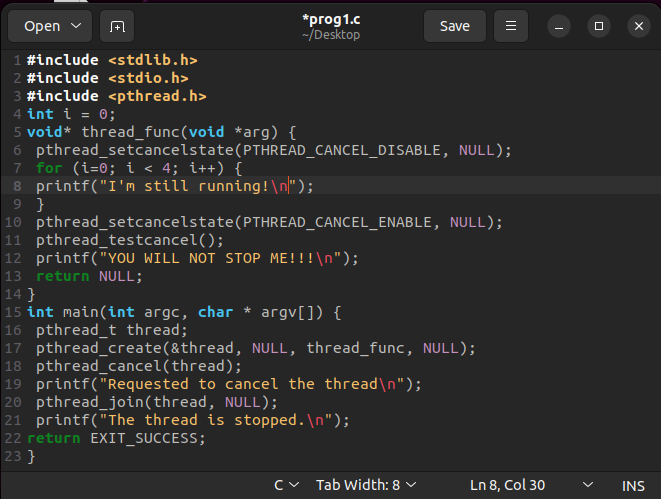 Open
*prog1.c
~/Desktop
Save
1 #include <stdlib.h>
2 #include <stdio.h>
3 #include <pthread.h>
4 int i = 0;
5 void* thread_func(void *arg) {
6  pthread_setcancelstate(PTHREAD_CANCEL_DISABLE, NULL);
7  for (i=0; i < 4; i++) {
8  printf("I'm still running!\n");
9  }
10  pthread_setcancelstate(PTHREAD_CANCEL_ENABLE, NULL);
11  pthread_testcancel();
12  printf("YOU WILL NOT STOP ME!!!\n");
13  return NULL;
14 }
15 int main(int argc, char * argv[]) {
16  pthread_t thread;
17  pthread_create(&thread, NULL, thread_func, NULL);
18  pthread_cancel(thread);
19  printf("Requested to cancel the thread\n");
20  pthread_join(thread, NULL);
21  printf("The thread is stopped.\n");
22 return EXIT_SUCCESS;
23 }
C Tab Width: 8 Ln 8, Col 30 INS